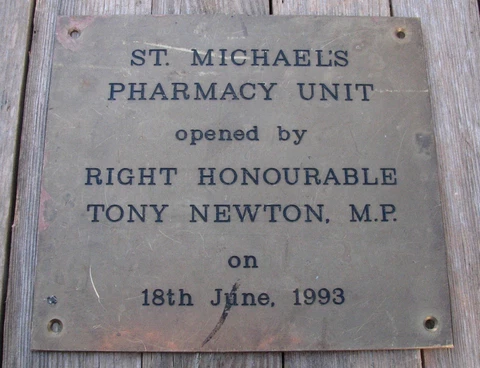 ST. MICHAEL'S
PHARMACY UNIT
opened by
RIGHT HONOURABLE
TONY NEWTON, M.P.
on
18th June, 1993